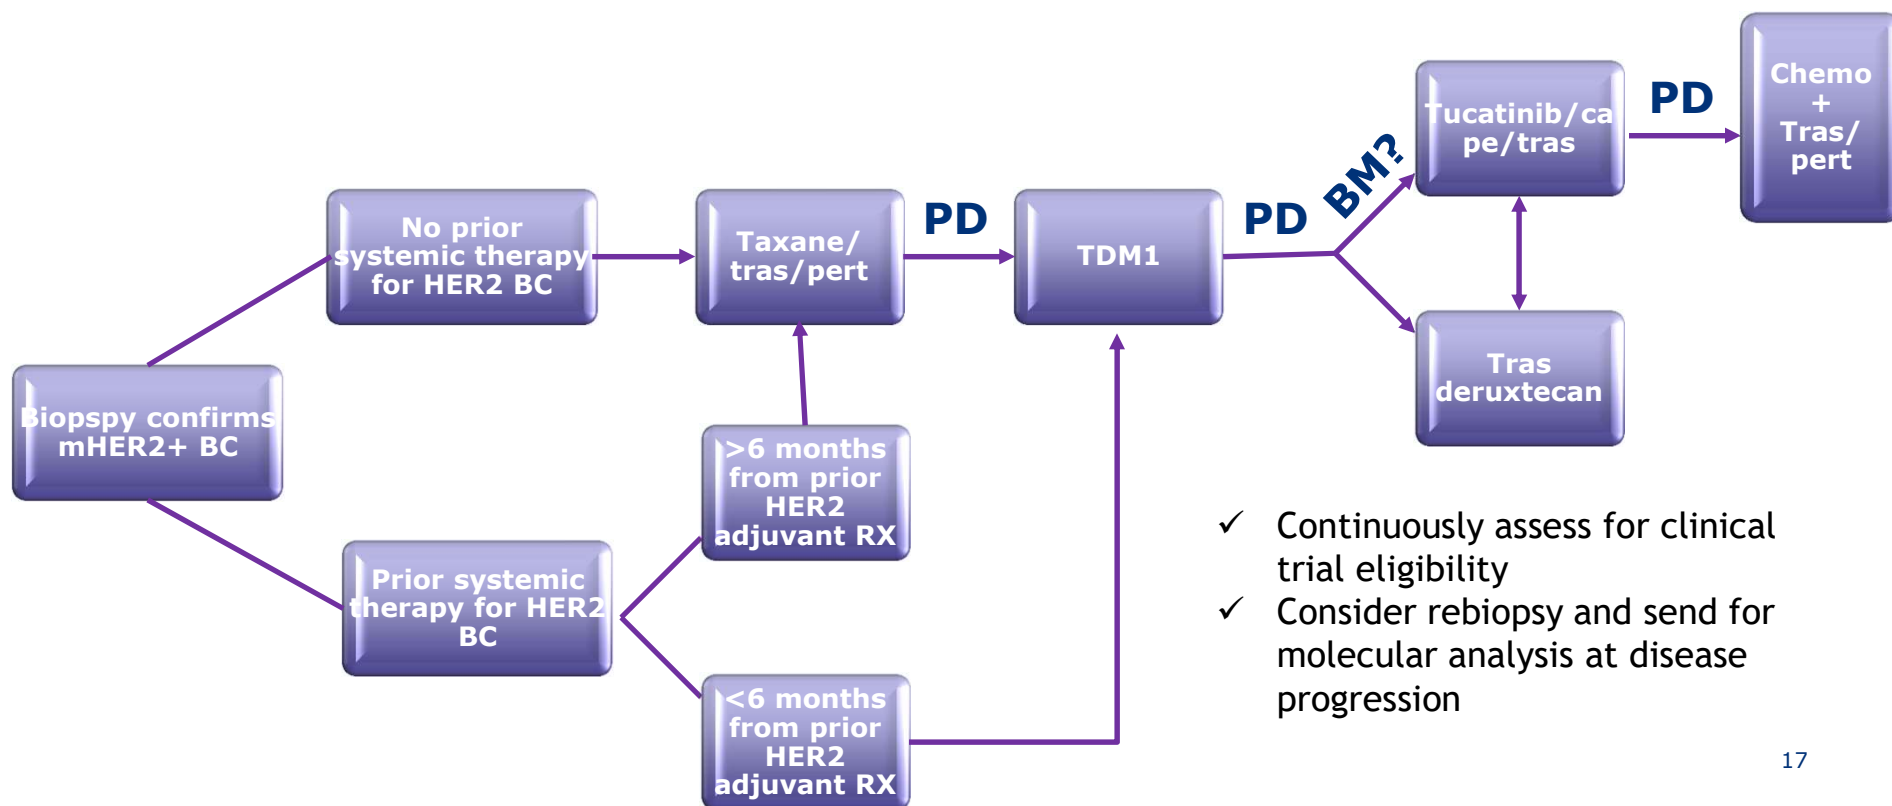 Biopspy confirms
mHER2+ BC
No prior
systemic therapy
for HER2 BC
Prior systemic
therapy for HER2
BC
>6 months
from prior
HER2
adjuvant RX
<6 months
from prior
HER2
adjuvant RX
Taxane/
tras/pert
PD
TDM1
PD
BM?
Tucatinib/ca
pe/tras
Tras
deruxtecan
PD
Chemo
+
Tras/
pert
✓ Continuously assess for clinical
trial eligibility
✓ Consider rebiopsy and send for
molecular analysis at disease
progression
17